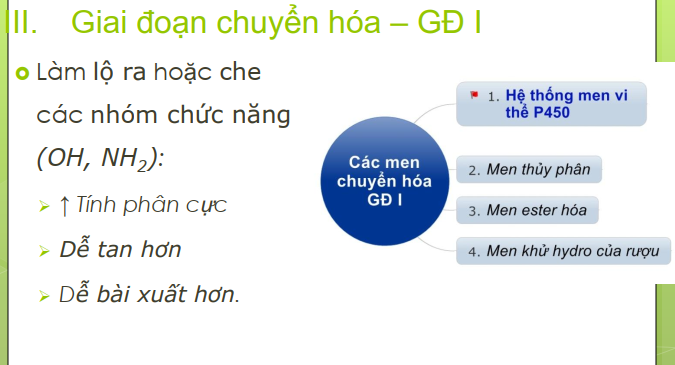 III. Giai đoạn chuyển hóa – GĐ I
Làm lộ ra hoặc che
các nhóm chức năng
(OH, NH₂):
↑ Tính phân cực
Dễ tan hơn
Dễ bài xuất hơn.
Các men
chuyển hóa
GĐ I
1. Hệ thống men vi
thể P450
2. Men thủy phân
3. Men ester hóa
4. Men khử hydro của rượu